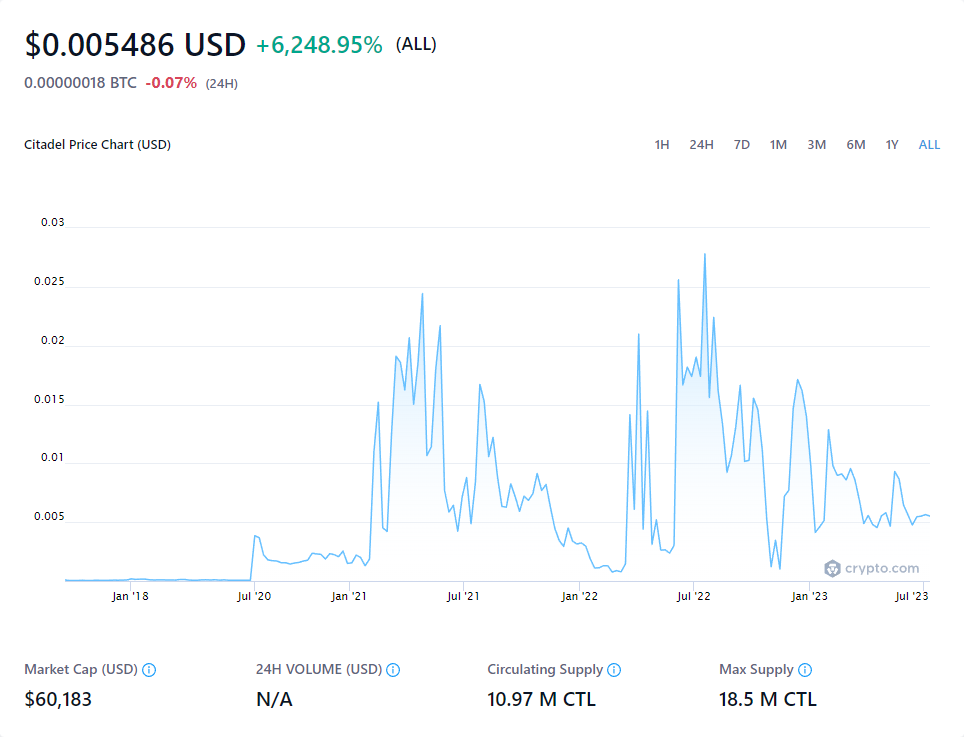 $0.005486 USD +6,248.95% (ALL)
0.00000018 BTC -0.07% (24H)
Citadel Price Chart (USD) 1H 24H 7D 1M 3M 6M 1Y ALL
0.03
0.025
0.02
0.015
0.01
0.005
crypto.com
Jan '18 Jul '20 Jan '21 Jul '21 Jan '22 Jul '22 Jan '23 Jul '23
Market Cap (USD) 24H VOLUME (USD) Circulating Supply Max Supply
$60,183 N/A 10.97 M CTL 18.5 M CTL